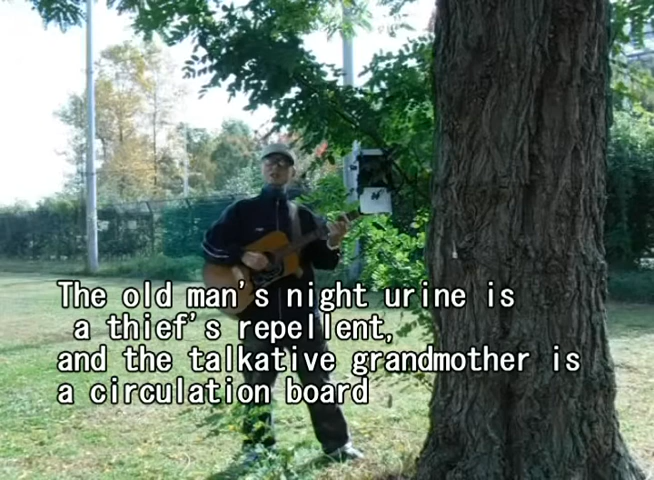 The old man's night urine is
a thief's repellent,
and the talkative grandmother is
a circulation board